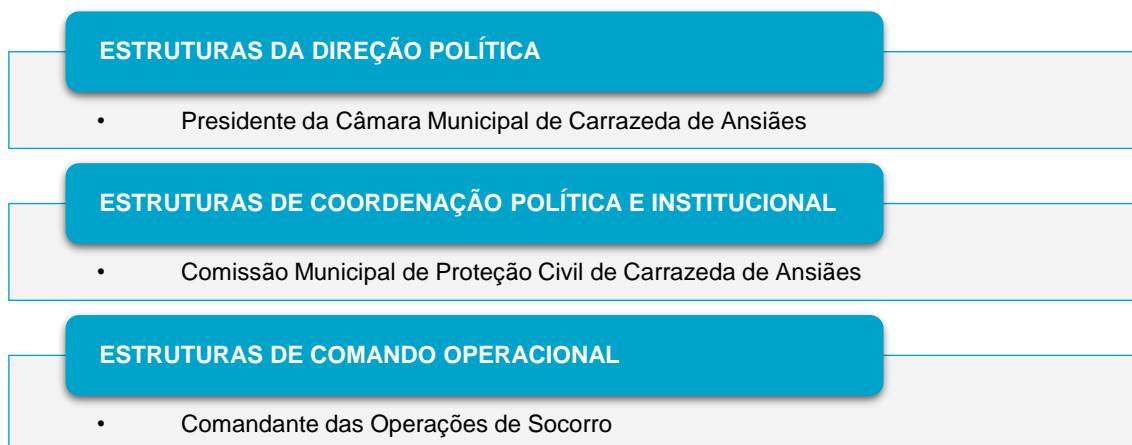 ESTRUTURAS DA DIREÇÃO POLÍTICA
• Presidente da Câmara Municipal de Carrazeda de Ansiães
ESTRUTURAS DE COORDENAÇÃO POLÍTICA E INSTITUCIONAL
• Comissão Municipal de Proteção Civil de Carrazeda de Ansiães
ESTRUTURAS DE COMANDO OPERACIONAL
• Comandante das Operações de Socorro